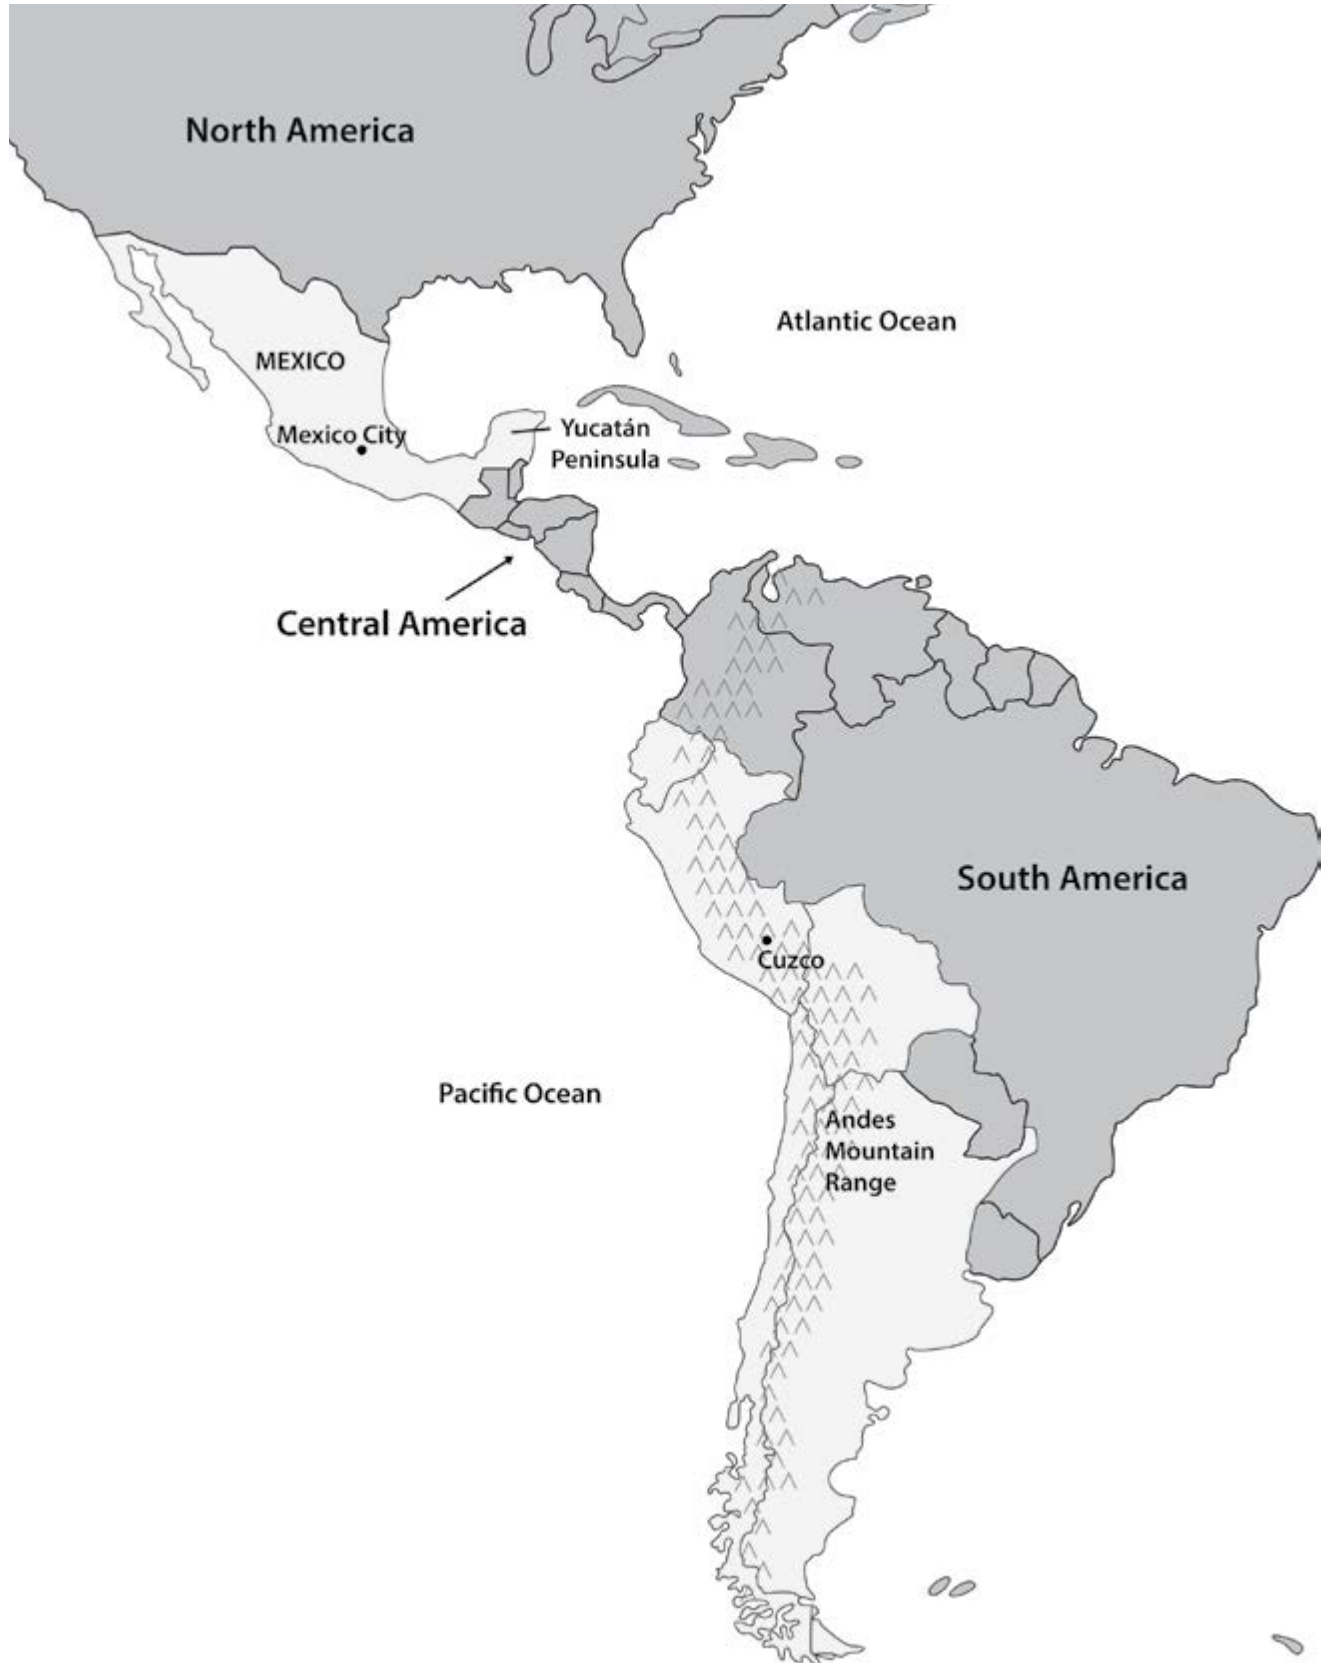 North America
Atlantic Ocean
MEXICO
Mexico City
Yucatán
Peninsula
Central America
South America
Cuzco
Pacific Ocean
Andes
Mountain
Range